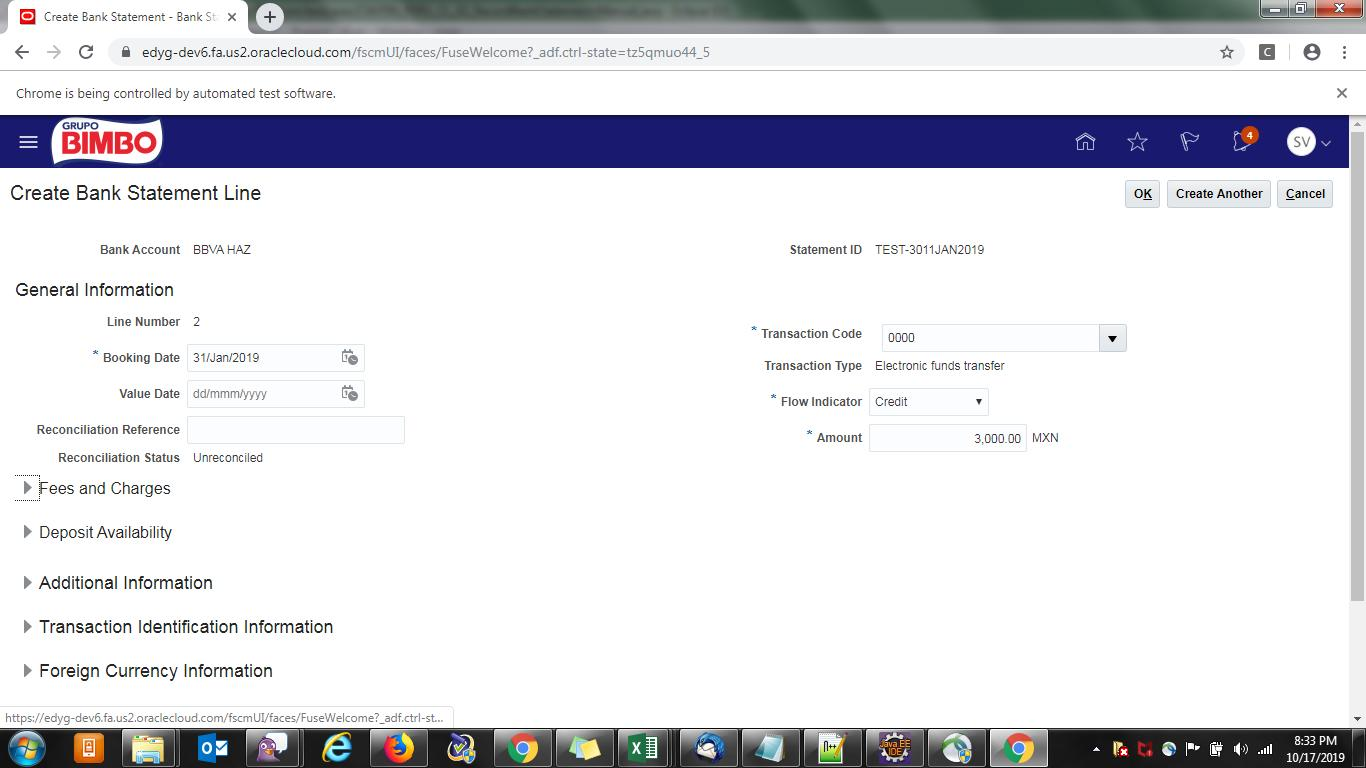 Create Bank Statement - Bank St
edyg-dev6.fa.us2.oraclecloud.com/fscmUI/faces/FuseWelcome?_adf.ctrl-state=tz5qmuo44_5
C
Chrome is being controlled by automated test software.
GRUPO
BIMBO
4
SV
Create Bank Statement Line
OK Create Another Cancel
Bank Account BBVA HAZ
Statement ID TEST-3011JAN2019
General Information
Line Number 2
* Transaction Code 0000
* Booking Date 31/Jan/2019
Transaction Type Electronic funds transfer
Value Date dd/mmm/yyyy
* Flow Indicator Credit
Reconciliation Reference
* Amount 3,000.00 MXN
Reconciliation Status Unreconciled
Fees and Charges
Deposit Availability
Additional Information
Transaction Identification Information
Foreign Currency Information
https://edyg-dev6.fa.us2.oraclecloud.com/fscmUI/faces/FuseWelcome?_adf.ctrl-st...
Java EE
IDE
8:33 PM
10/17/2019